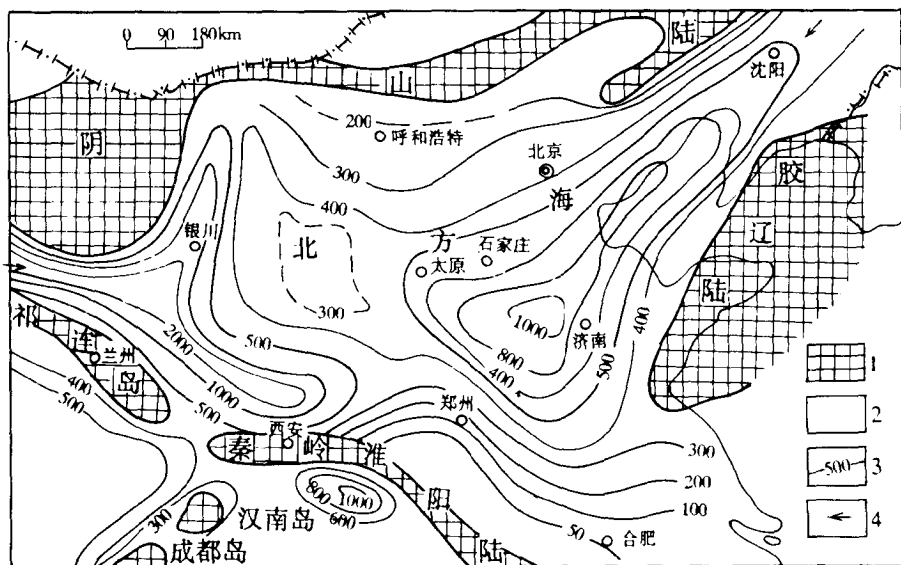 0 90 180km
陆
沈阳
山
阴
200
呼和浩特
北京
胶
300
海
400
辽
银川
北
方
石家庄
太原
陆
300
1000
济南
祁
连
兰州
岛
2000
500
800
400
500
400
1
1000
400
500
500
郑州
2
西安
300
秦岭淮
200
500
3
800
1000
600
阳
100
300
汉南岛
50
合肥
4
成都岛
陆